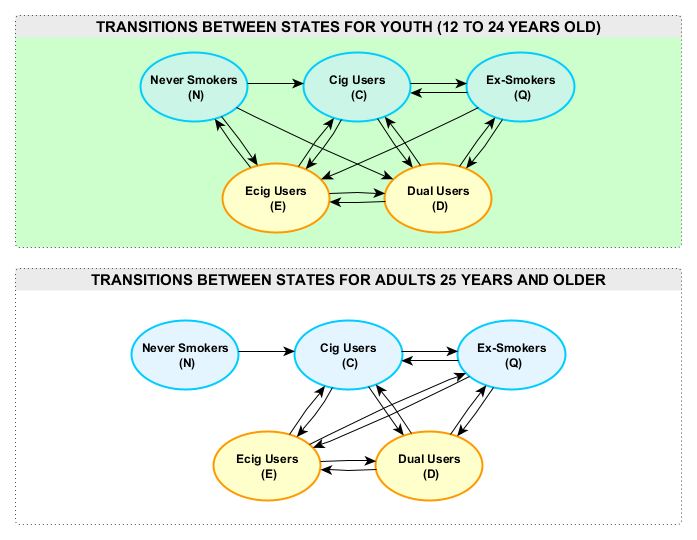 TRANSITIONS BETWEEN STATES FOR YOUTH (12 TO 24 YEARS OLD)
Never Smokers
(N)
Cig Users
(C)
Ex-Smokers
(Q)
Ecig Users
(E)
Dual Users
(D)
TRANSITIONS BETWEEN STATES FOR ADULTS 25 YEARS AND OLDER
Never Smokers
(N)
Cig Users
(C)
Ex-Smokers
(Q)
Ecig Users
(E)
Dual Users
(D)